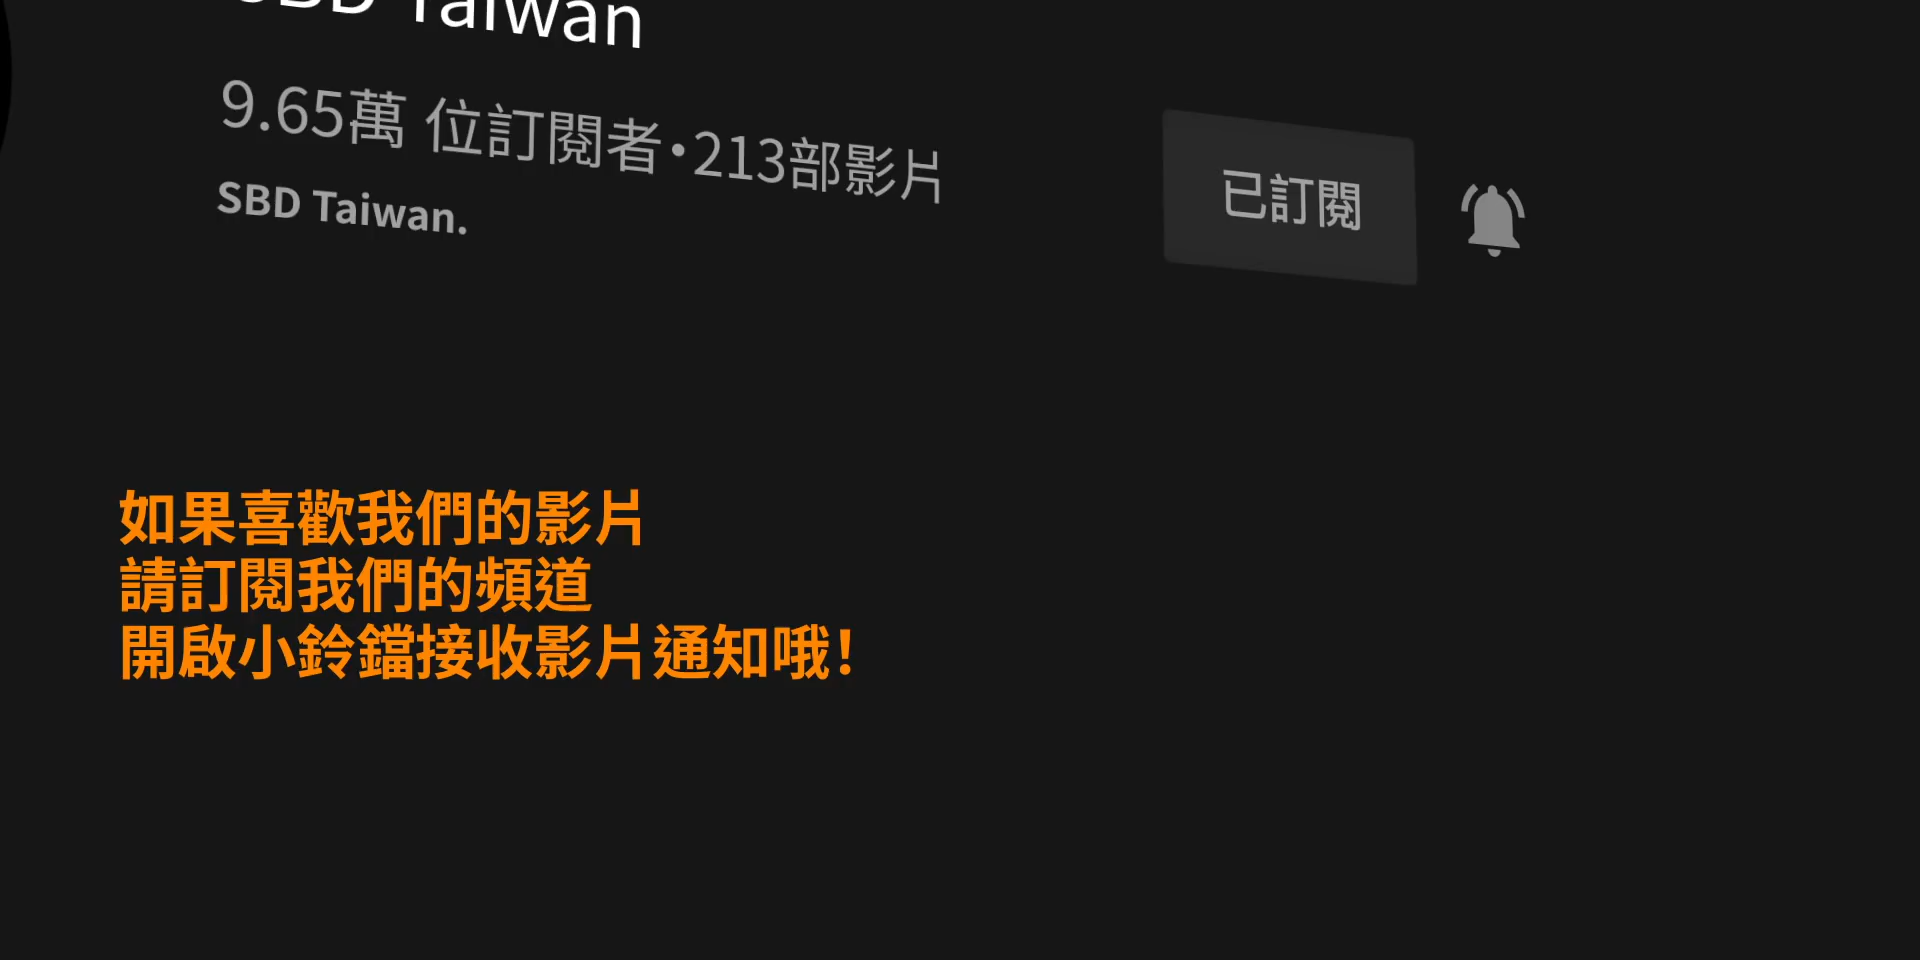 SBD Taiwan
9.65萬 位訂閱者•213部影片
SBD Taiwan.
已訂閱
如果喜歡我們的影片
請訂閱我們的頻道
開啟小鈴鐺接收影片通知哦!